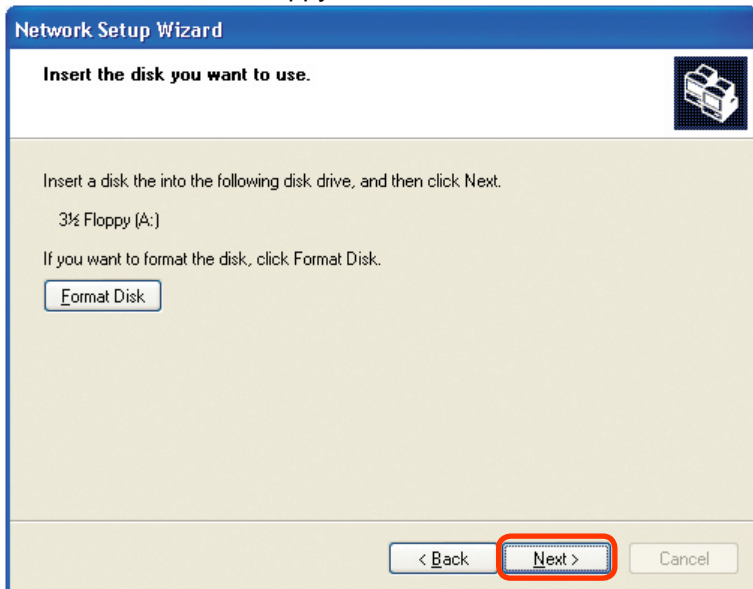 Network Setup Wizard
Insert the disk you want to use.
Insert a disk the into the following disk drive, and then click Next.
3½ Floppy (A:)
If you want to format the disk, click Format Disk.
Format Disk
< Back Next > Cancel